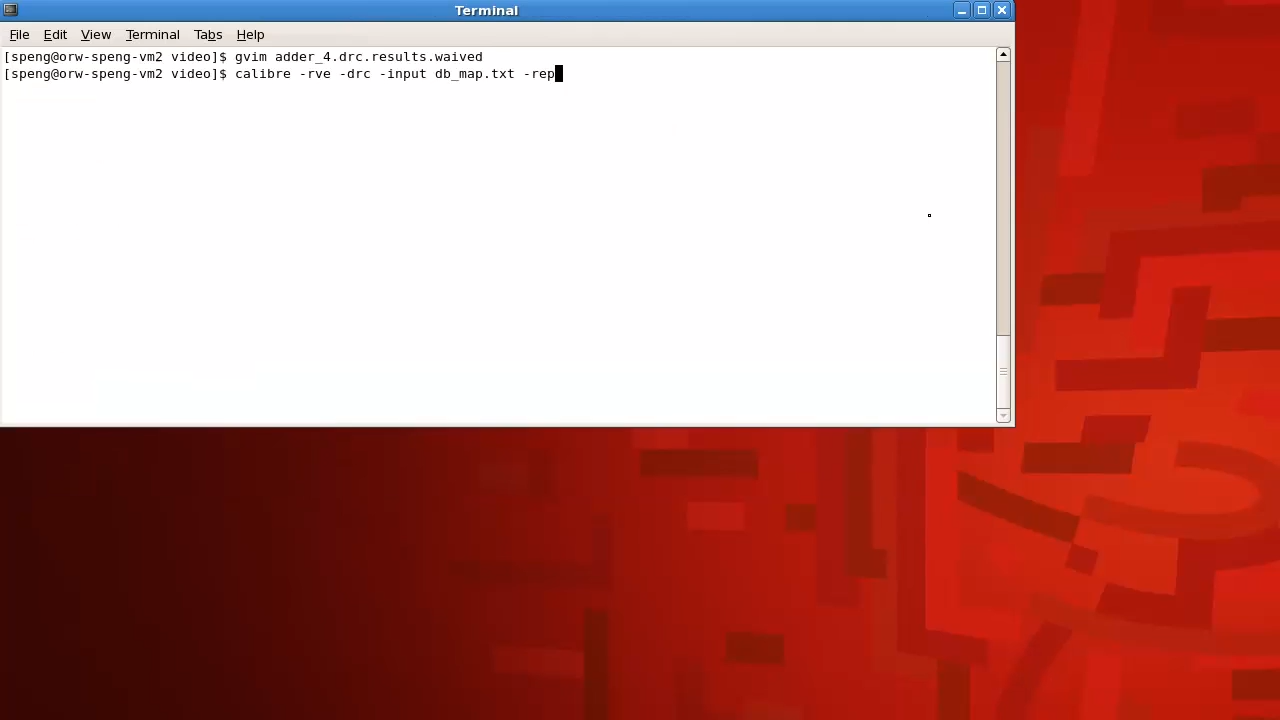 Terminal
File Edit View Terminal Tabs Help
[speng@orw-speng-vm2 video]$ gvim adder_4.drc.results.waived
[speng@orw-speng-vm2 video]$ calibre -rve -drc -input db_map.txt -rep